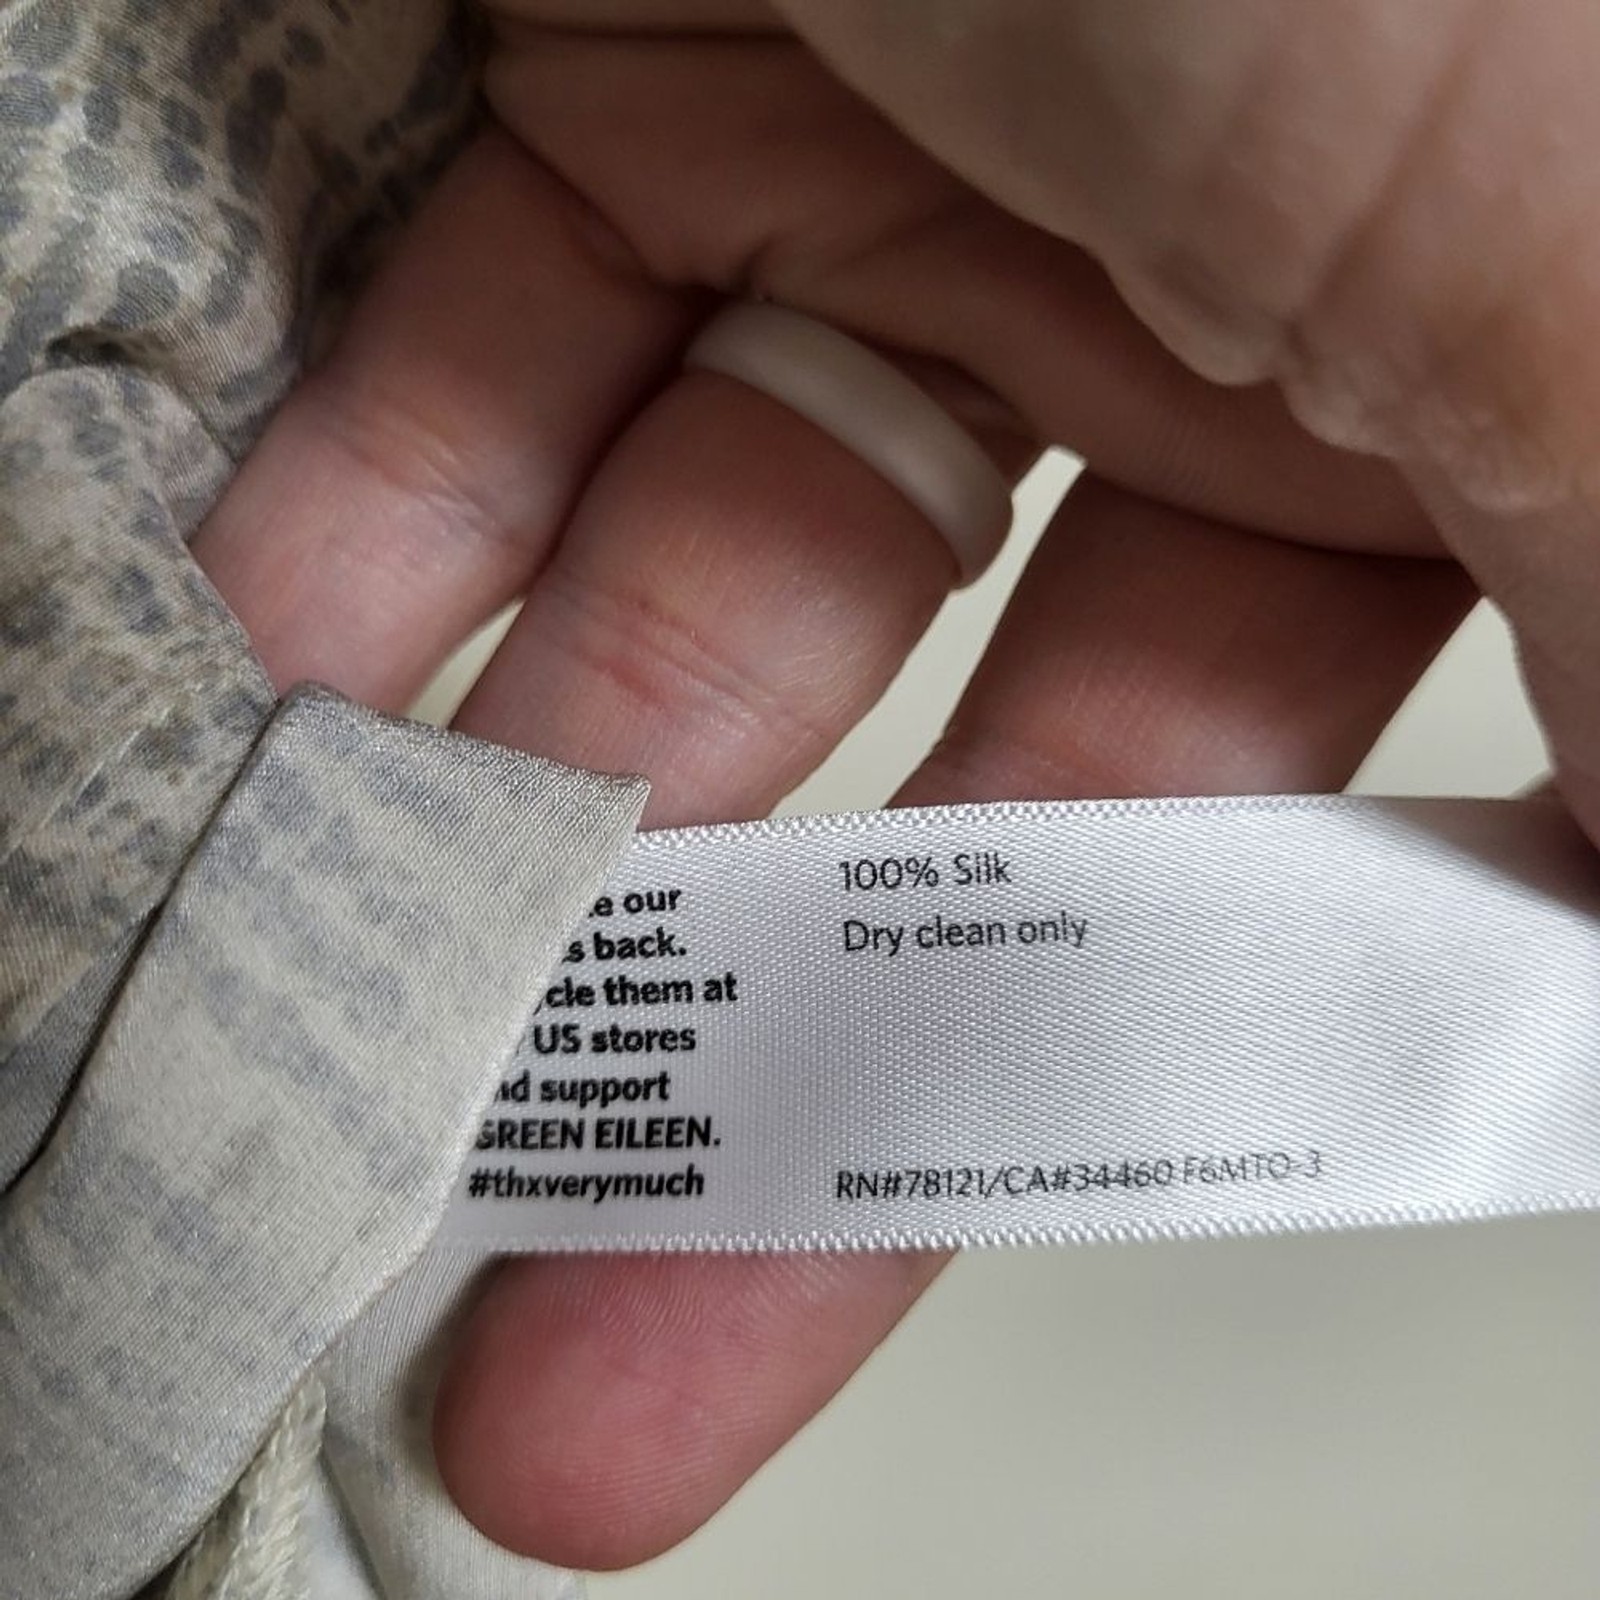 our
back.
them at
US stores
support
GREEN EILEEN.
#thxverymuch
100% Silk
Dry clean only
RN#78121/CA#34460 F6MTO-3